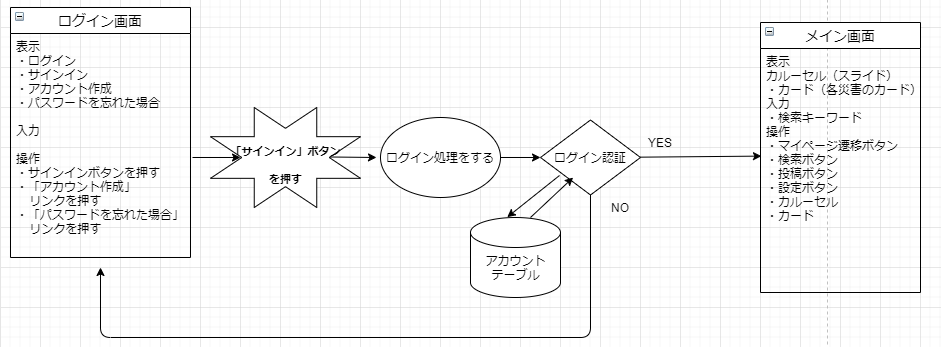 ログイン画面
表示
・ログイン
・サインイン
・アカウント作成
・パスワードを忘れた場合
入力
操作
・サインインボタンを押す
・「アカウント作成」
リンクを押す
・「パスワードを忘れた場合」
リンクを押す
「サインイン」ボタン
を押す
ログイン処理をする
ログイン認証
YES
NO
アカウント
テーブル
メイン画面
表示
カルーセル（スライド）
・カード（各災害のカード）
入力
・検索キーワード
操作
・マイページ遷移ボタン
・検索ボタン
・投稿ボタン
・設定ボタン
・カルーセル
・カード